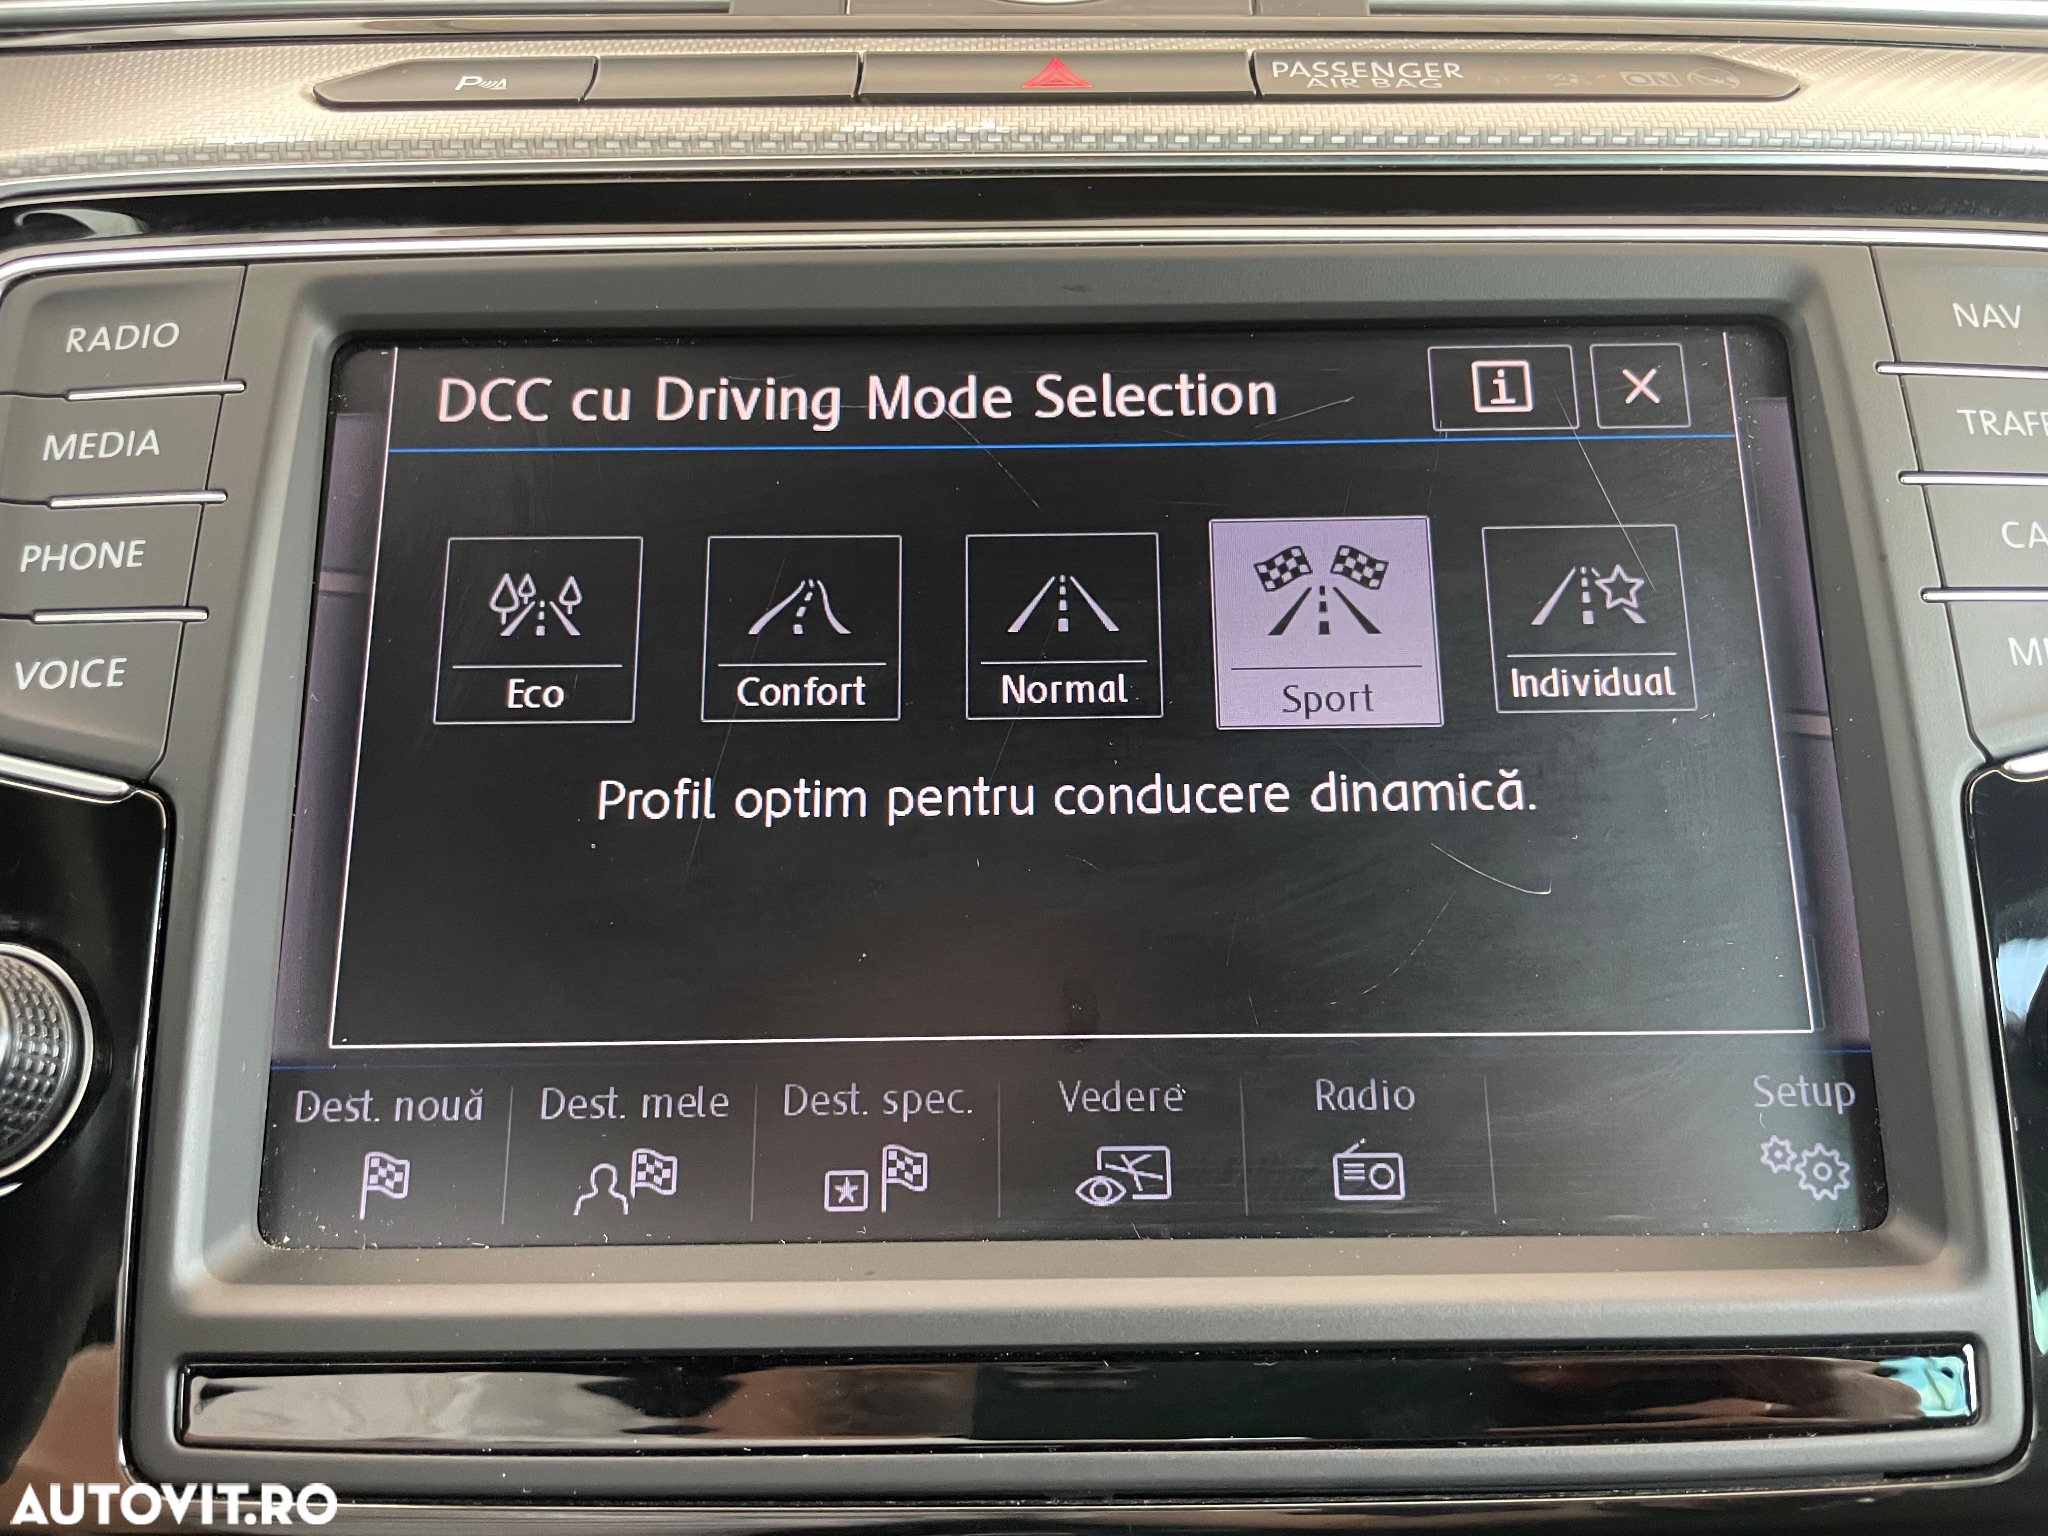 P
PASSENGER
AIR BAG
ON
RADIO
MEDIA
PHONE
VOICE
NAV
DCC cu Driving Mode Selection
i
Eco
Confort
Normal
Sport
Individual
Profil optim pentru conducere dinamică.
Dest. nouă
Dest. mele
Dest. spec.
Vedere
Radio
Setup
AUTOVIT.RO